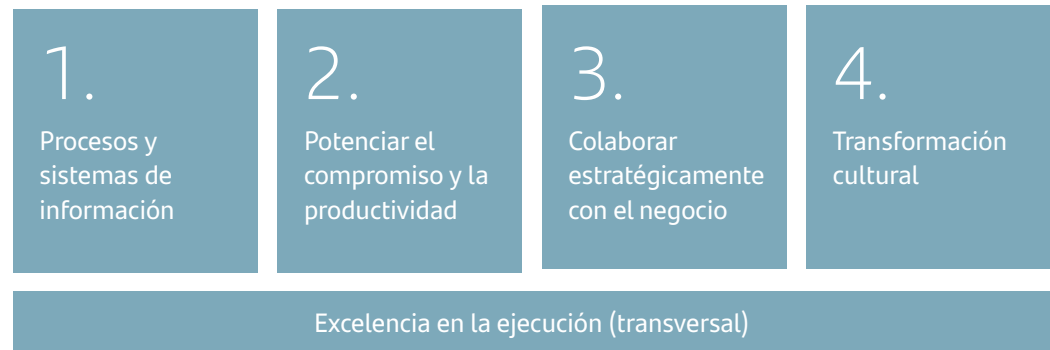 1.
Procesos y
sistemas de
información
2.
Potenciar el
compromiso y la
productividad
3.
Colaborar
estratégicamente
con el negocio
4.
Transformación
cultural
Excelencia en la ejecución (transversal)